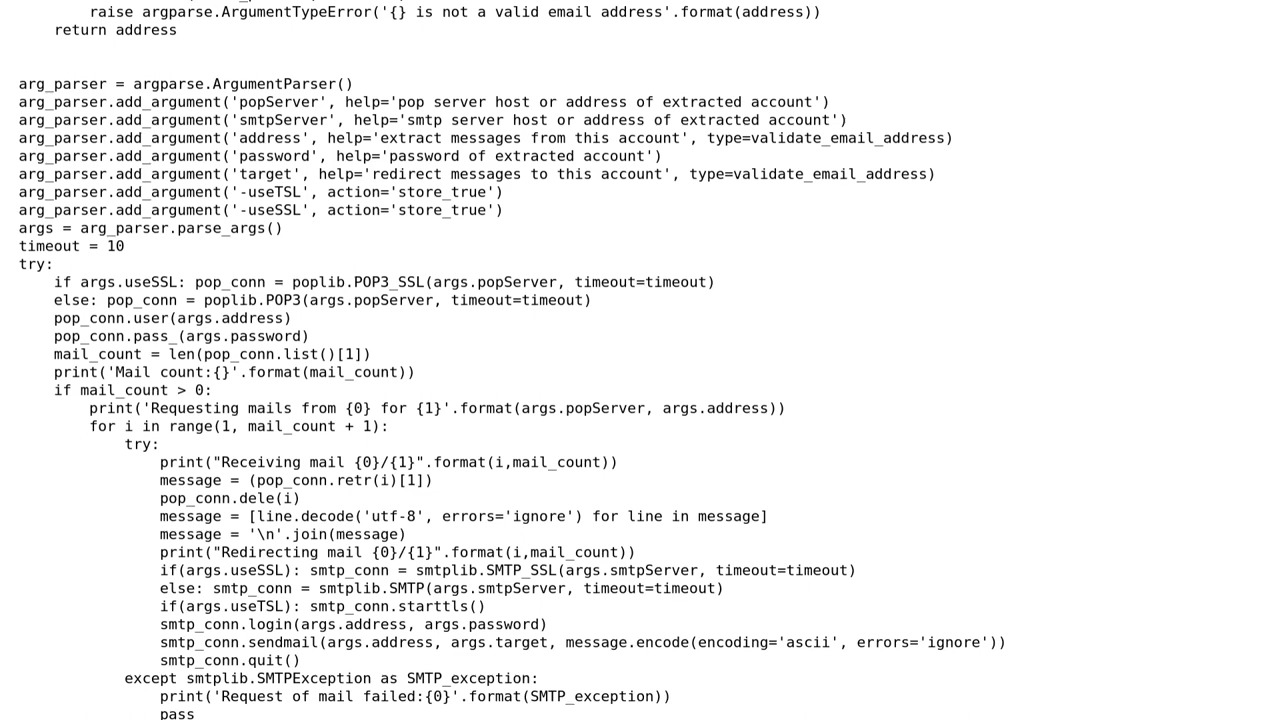 raise argparse.ArgumentTypeError('{} is not a valid email address'.format(address))
    return address
arg_parser = argparse.ArgumentParser()
arg_parser.add_argument('popServer', help='pop server host or address of extracted account')
arg_parser.add_argument('smtpServer', help='smtp server host or address of extracted account')
arg_parser.add_argument('address', help='extract messages from this account', type=validate_email_address)
arg_parser.add_argument('password', help='password of extracted account')
arg_parser.add_argument('target', help='redirect messages to this account', type=validate_email_address)
arg_parser.add_argument('-useTSL', action='store_true')
arg_parser.add_argument('-useSSL', action='store_true')
args = arg_parser.parse_args()
timeout = 10
try:
    if args.useSSL: pop_conn = poplib.POP3_SSL(args.popServer, timeout=timeout)
    else: pop_conn = poplib.POP3(args.popServer, timeout=timeout)
    pop_conn.user(args.address)
    pop_conn.pass_(args.password)
    mail_count = len(pop_conn.list()[1])
    print('Mail count:{}'.format(mail_count))
    if mail_count > 0:
        print('Requesting mails from {0} for {1}'.format(args.popServer, args.address))
        for i in range(1, mail_count + 1):
            try:
                print("Receiving mail {0}/{1}".format(i,mail_count))
                message = (pop_conn.retr(i)[1])
                pop_conn.dele(i)
                message = [line.decode('utf-8', errors='ignore') for line in message]
                message = '\n'.join(message)
                print("Redirecting mail {0}/{1}".format(i,mail_count))
                if(args.useSSL): smtp_conn = smtplib.SMTP_SSL(args.smtpServer, timeout=timeout)
                else: smtp_conn = smtplib.SMTP(args.smtpServer, timeout=timeout)
                if(args.useTSL): smtp_conn.starttls()
                smtp_conn.login(args.address, args.password)
                smtp_conn.sendmail(args.address, args.target, message.encode(encoding='ascii', errors='ignore'))
                smtp_conn.quit()
            except smtplib.SMTPException as SMTP_exception:
                print('Request of mail failed:{0}'.format(SMTP_exception))
                pass